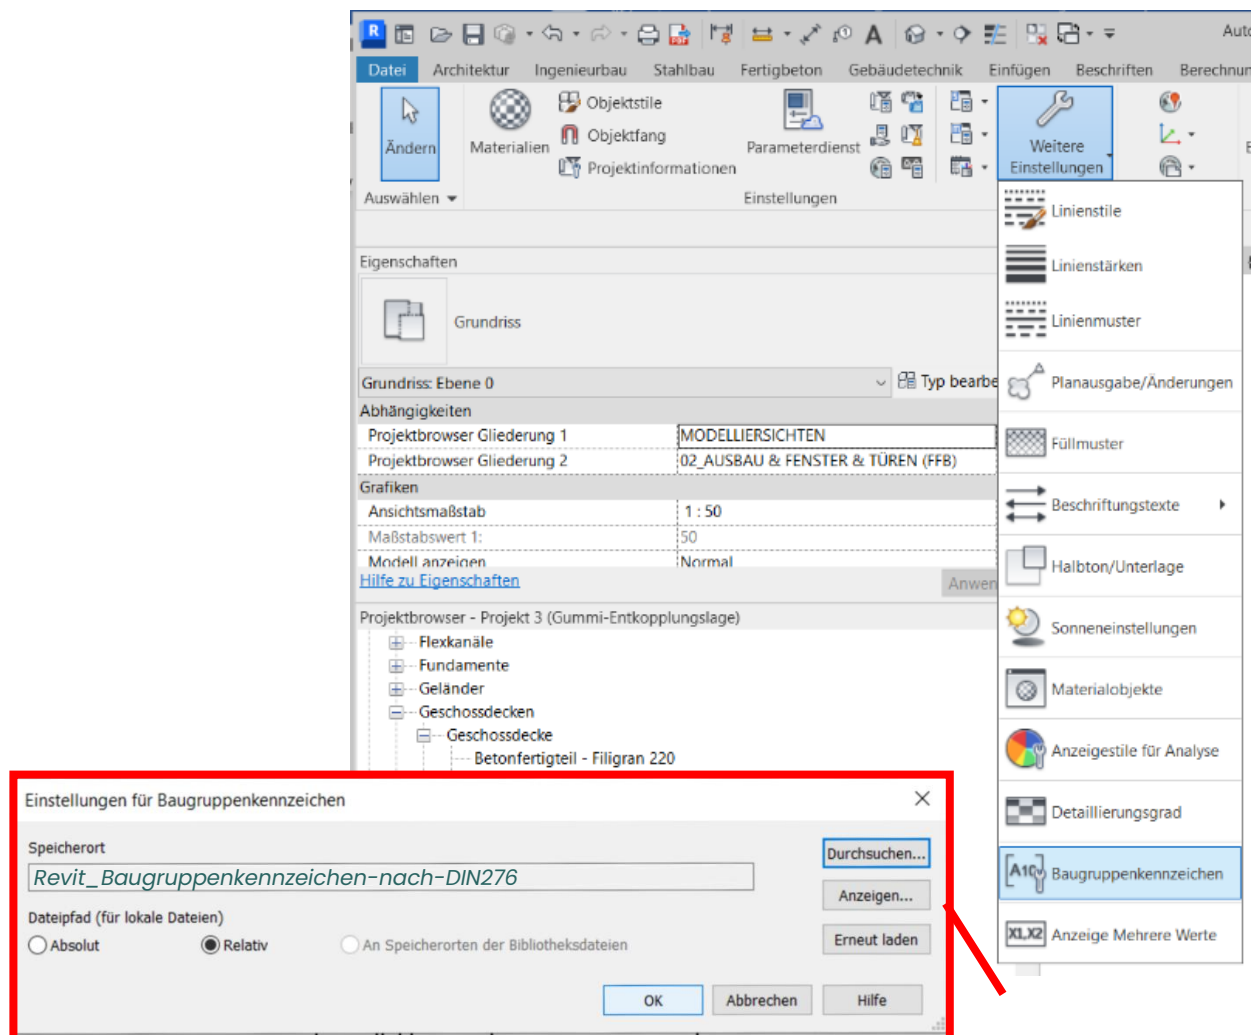 R
PDF
A
Auto
Datei Architektur Ingenieurbau Stahlbau Fertigbeton Gebäudetechnik Einfügen Beschriften Berechnun
Ändern
Materialien
Objektstile
Objektfang
Projektinformationen
Parameterdienst
Weitere
Einstellungen
Auswählen
Einstellungen
Linienstile
Linienstärken
Linienmuster
Planausgabe/Änderungen
Füllmuster
Beschriftungstexte
Halbton/Unterlage
Sonneneinstellungen
Materialobjekte
Anzeigestile für Analyse
Detaillierungsgrad
Baugruppenkennzeichen
X1,X2 Anzeige Mehrere Werte
Eigenschaften
Grundriss
Grundriss: Ebene 0
Typ bearbe
Abhängigkeiten
Projektbrowser Gliederung 1 MODELLIERSICHTEN
Projektbrowser Gliederung 2 02_AUSBAU & FENSTER & TÜREN (FFB)
Grafiken
Ansichtsmaßstab 1 : 50
Maßstabswert 1: 50
Modell anzeigen Normal
Hilfe zu Eigenschaften
Anwen
Projektbrowser - Projekt 3 (Gummi-Entkopplungslage)
Flexkanäle
Fundamente
Geländer
Geschossdecken
Geschossdecke
Betonfertigteil - Filigran 220
Einstellungen für Baugruppenkennzeichen
Speicherort
Revit_Baugruppenkennzeichen-nach-DIN276
Durchsuchen...
Anzeigen...
Dateipfad (für lokale Dateien)
Absolut Relativ An Speicherorten der Bibliotheksdateien
Erneut laden
OK Abbrechen Hilfe